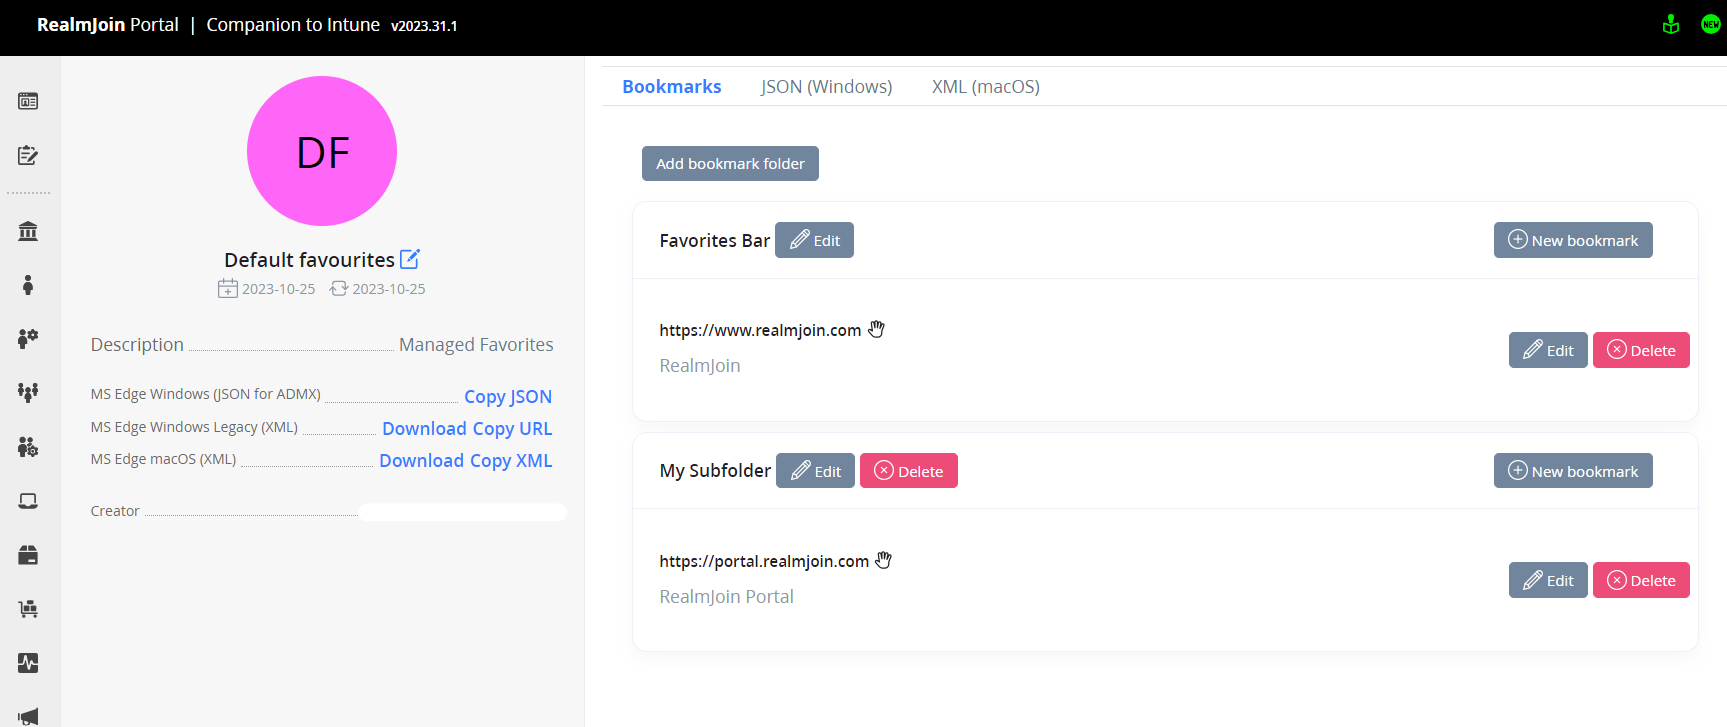 RealmJoin Portal | Companion to Intune v2023.31.1
NEW
Bookmarks JSON (Windows) XML (macOS)
DF
Default favourites
2023-10-25 2023-10-25
Description Managed Favorites
MS Edge Windows (JSON for ADMX) Copy JSON
MS Edge Windows Legacy (XML) Download Copy URL
MS Edge macOS (XML) Download Copy XML
Creator
Add bookmark folder
Favorites Bar Edit New bookmark
https://www.realmjoin.com
RealmJoin
Edit Delete
My Subfolder Edit Delete New bookmark
https://portal.realmjoin.com
RealmJoin Portal
Edit Delete